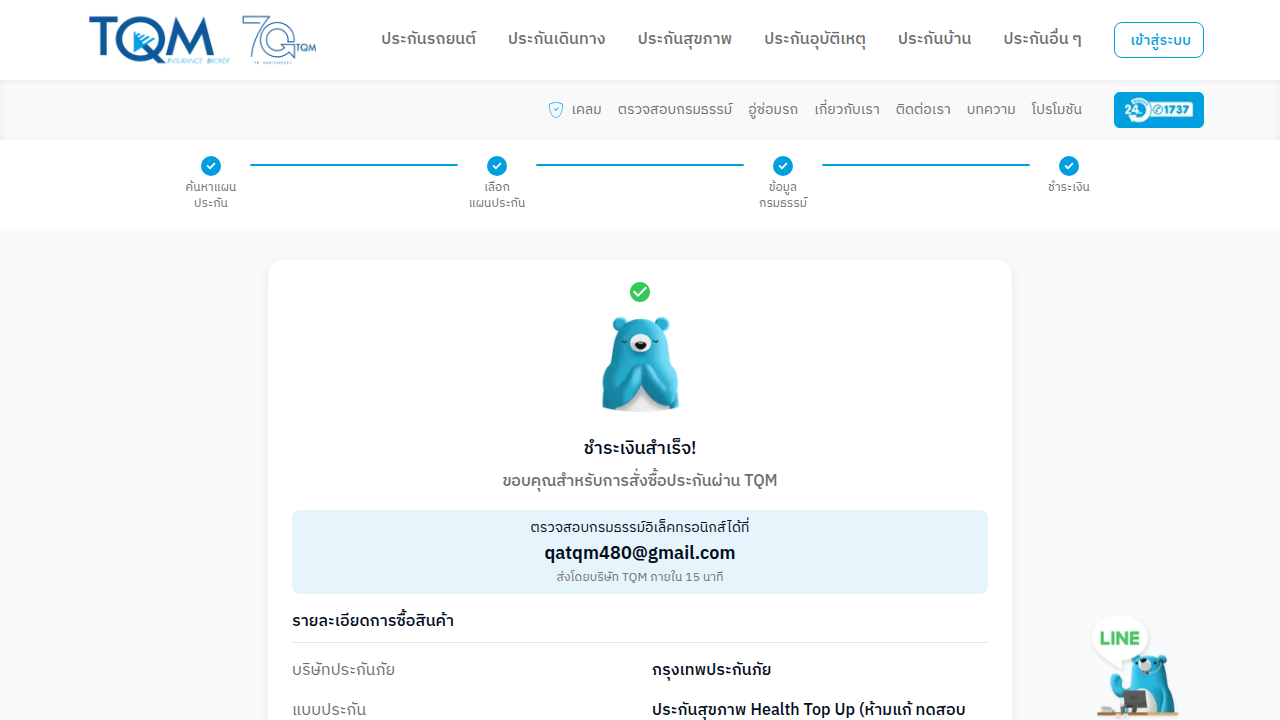 TQM INSURANCE BROKER
70 TQM
70 ANNIVERSARY
ประกันรถยนต์ ประกันเดินทาง ประกันสุขภาพ ประกันอุบัติเหตุ ประกันบ้าน ประกันอื่น ๆ เข้าสู่ระบบ
เคลม ตรวจสอบกรมธรรม์ อู่ซ่อมรถ เกี่ยวกับเรา ติดต่อเรา บทความ โปรโมชัน 24 1737
ค้นหาแผน
ประกัน
เลือก
แผนประกัน
ข้อมูล
กรมธรรม์
ชำระเงิน
ชำระเงินสำเร็จ!
ขอบคุณสำหรับการสั่งซื้อประกันผ่าน TQM
ตรวจสอบกรมธรรม์อิเล็คทรอนิกส์ได้ที่
qatqm480@gmail.com
ส่งโดยบริษัท TQM ภายใน 15 นาที
รายละเอียดการซื้อสินค้า
บริษัทประกันภัย กรุงเทพประกันภัย
แบบประกัน ประกันสุขภาพ Health Top Up (ห้ามแก้ ทดสอบ
LINE